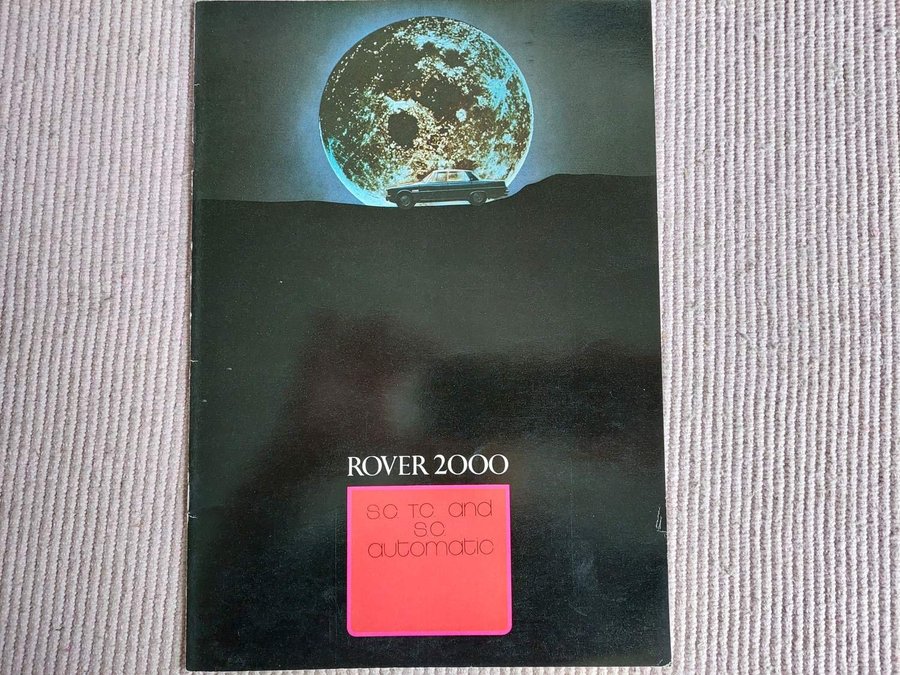 ROVER 2000
SC TC and
SC
automatic